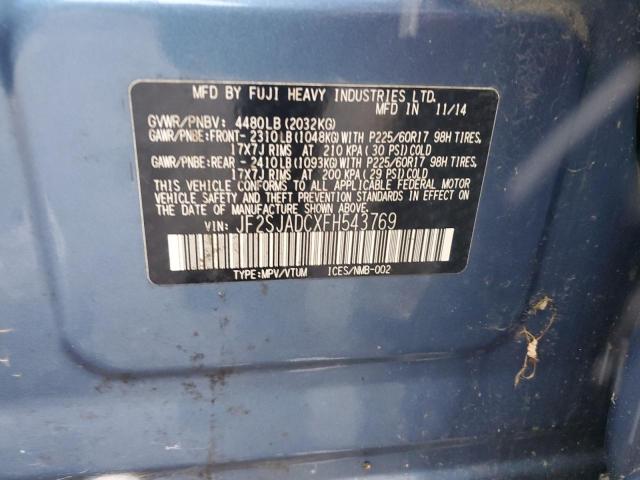 MFD BY FUJI HEAVY INDUSTRIES LTD.
MFD IN 11/14
GVWR/PNBV: 4480LB (2032KG)
GAWR/PNBE:FRONT- 2310LB(1048KG)WITH P225/60R17 98H TIRES,
17X7J RIMS AT 210 KPA (30 PSI)COLD
GAWR/PNBE:REAR - 2410LB(1093KG)WITH P225/60R17 98H TIRES,
17X7J RIMS AT 200 KPA (29 PSI)COLD
THIS VEHICLE CONFORMS TO ALL APPLICABLE FEDERAL MOTOR
VEHICLE SAFETY AND THEFT PREVENTION STANDARDS IN EFFECT
ON THE DATE OF MANUFACTURE SHOWN ABOVE.
VIN: JF2SJADCXFH543769
TYPE:MPV/VTUM ICES/NMB-002